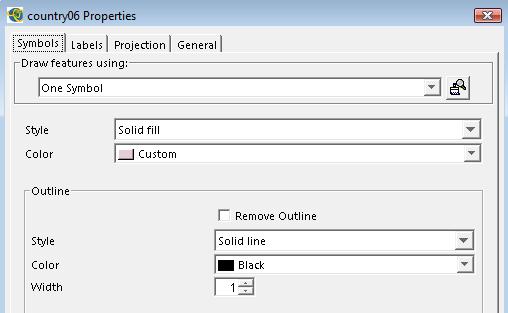 country06 Properties
Symbols Labels Projection General
Draw features using:
One Symbol
Style Solid fill
Color Custom
Outline
Remove Outline
Style Solid line
Color Black
Width 1